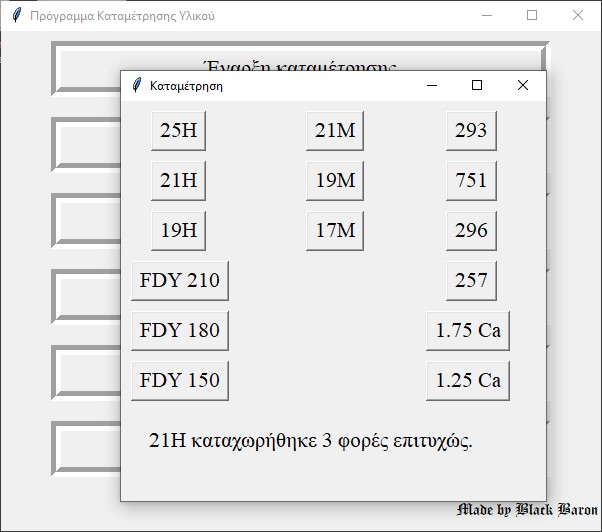 Πρόγραμμα Καταμέτρησης Υλικού
Έναρξη καταμέτρησης
Καταμέτρηση
25H 21M 293
21H 19M 751
19H 17M 296
FDY 210 257
FDY 180 1.75 Ca
FDY 150 1.25 Ca
21H καταχωρήθηκε 3 φορές επιτυχώς.
Made by Black Baron